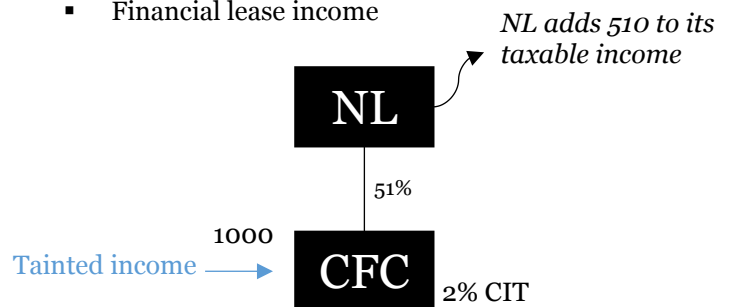 ▪ Financial lease income
NL adds 510 to its
taxable income
NL
51%
1000
Tainted income
CFC
2% CIT